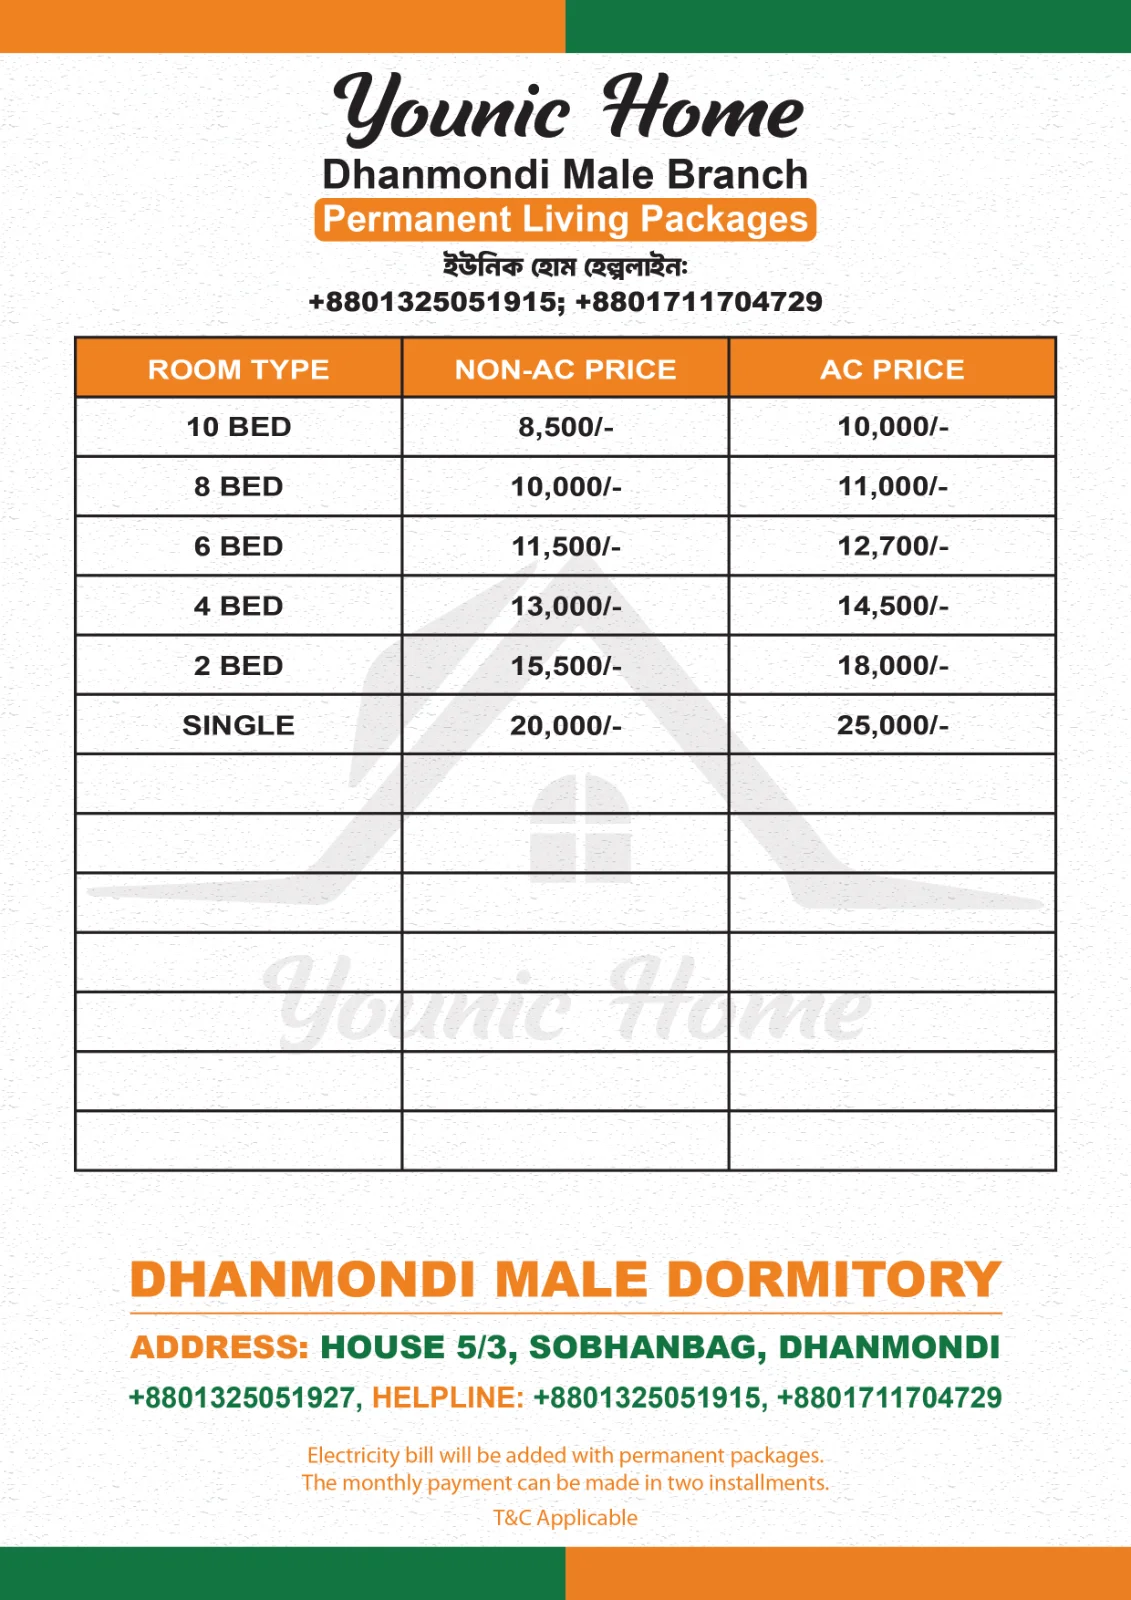 Younic Home
Dhanmondi Male Branch
Permanent Living Packages
ইউনিক হোম হেল্পলাইন:
+8801325051915; +8801711704729
ROOM TYPE NON-AC PRICE AC PRICE
10 BED 8,500/- 10,000/-
8 BED 10,000/- 11,000/-
6 BED 11,500/- 12,700/-
4 BED 13,000/- 14,500/-
2 BED 15,500/- 18,000/-
SINGLE 20,000/- 25,000/-
Younic Home
DHANMONDI MALE DORMITORY
ADDRESS: HOUSE 5/3, SOBHANBAG, DHANMONDI
+8801325051927, HELPLINE: +8801325051915, +8801711704729
Electricity bill will be added with permanent packages.
The monthly payment can be made in two installments.
T&C Applicable